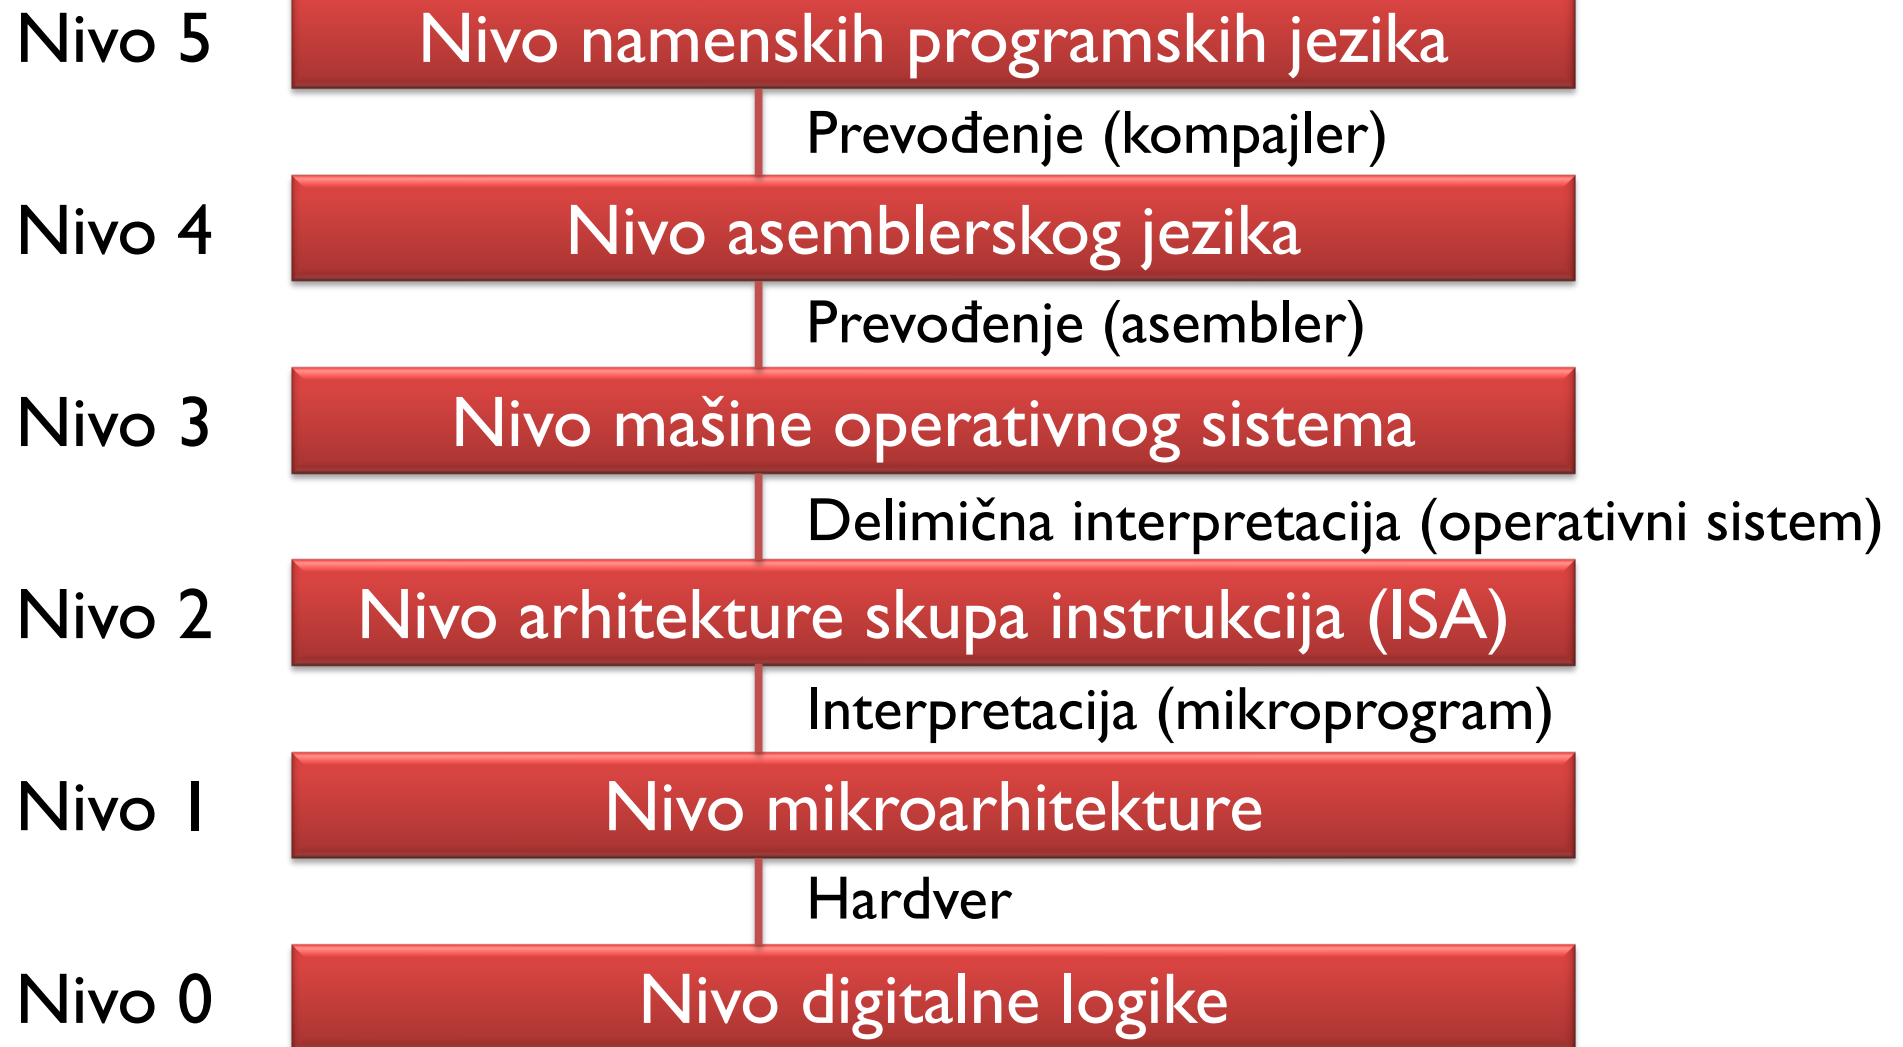 Nivo 5 Nivo namenskih programskih jezika
Prevođenje (kompajler)
Nivo 4 Nivo asemblerskog jezika
Prevođenje (asembler)
Nivo 3 Nivo mašine operativnog sistema
Delimična interpretacija (operativni sistem)
Nivo 2 Nivo arhitekture skupa instrukcija (ISA)
Interpretacija (mikroprogram)
Nivo 1 Nivo mikroarhitekture
Hardver
Nivo 0 Nivo digitalne logike